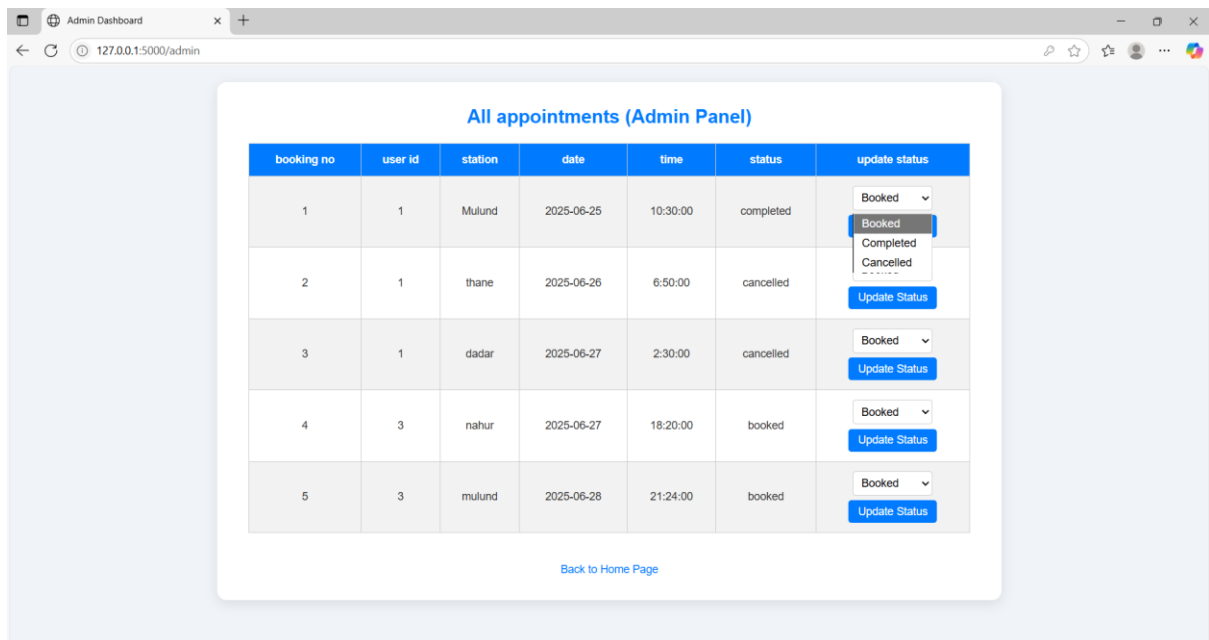 Admin Dashboard
127.0.0.1:5000/admin
All appointments (Admin Panel)
booking no user id station date time status update status
1 1 Mulund 2025-06-25 10:30:00 completed Booked
Booked
Completed
Cancelled
2 1 thane 2025-06-26 6:50:00 cancelled
Update Status
3 1 dadar 2025-06-27 2:30:00 cancelled Booked
Update Status
4 3 nahur 2025-06-27 18:20:00 booked Booked
Update Status
5 3 mulund 2025-06-28 21:24:00 booked Booked
Update Status
Back to Home Page